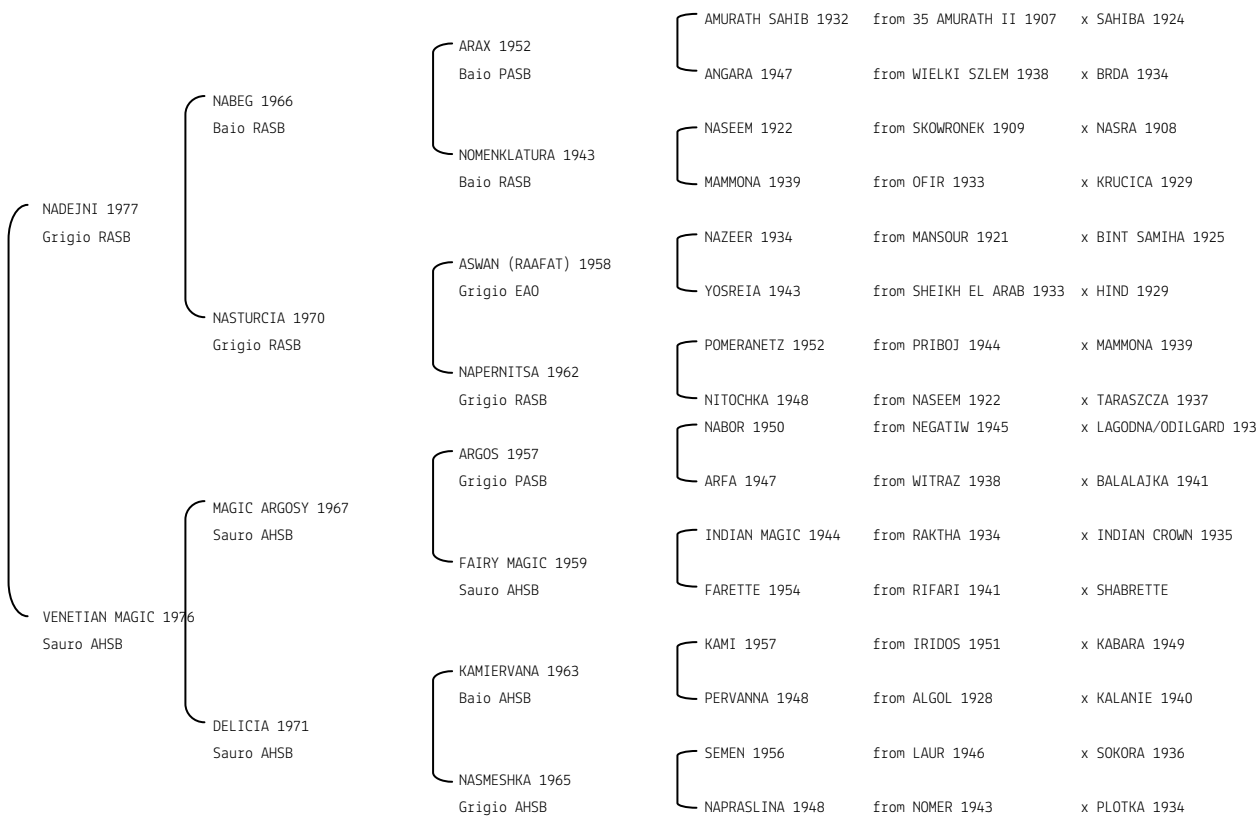 AMURATH SAHIB 1932 from 35 AMURATH II 1907 x SAHIBA 1924
ARAX 1952
Baio PASB
ANGARA 1947 from WIELKI SZLEM 1938 x BRDA 1934
NABEG 1966
Baio RASB
NASEEM 1922 from SKOWRONEK 1909 x NASRA 1908
NOMENKLATURA 1943
Baio RASB
MAMMONA 1939 from OFIR 1933 x KRUCICA 1929
NADEJNI 1977
Grigio RASB
NAZEER 1934 from MANSOUR 1921 x BINT SAMIHA 1925
ASWAN (RAAFAT) 1958
Grigio EAO
YOSREIA 1943 from SHEIKH EL ARAB 1933 x HIND 1929
NASTURCIA 1970
Grigio RASB
POMERANETZ 1952 from PRIBOJ 1944 x MAMMONA 1939
NAPERNITSA 1962
Grigio RASB
NITOCHKA 1948 from NASEEM 1922 x TARASZCZA 1937
NABOR 1950 from NEGATIW 1945 x LAGODNA/ODILGARD 193
ARGOS 1957
Grigio PASB
ARFA 1947 from WITRAZ 1938 x BALALAJKA 1941
MAGIC ARGOSY 1967
Sauro AHSB
INDIAN MAGIC 1944 from RAKTHA 1934 x INDIAN CROWN 1935
FAIRY MAGIC 1959
Sauro AHSB
FARETTE 1954 from RIFARI 1941 x SHABRETTE
VENETIAN MAGIC 1976
Sauro AHSB
KAMI 1957 from IRIDOS 1951 x KABARA 1949
KAMIERVANA 1963
Baio AHSB
PERVANNA 1948 from ALGOL 1928 x KALANIE 1940
DELICIA 1971
Sauro AHSB
SEMEN 1956 from LAUR 1946 x SOKORA 1936
NASMESHKA 1965
Grigio AHSB
NAPRASLINA 1948 from NOMER 1943 x PLOTKA 1934